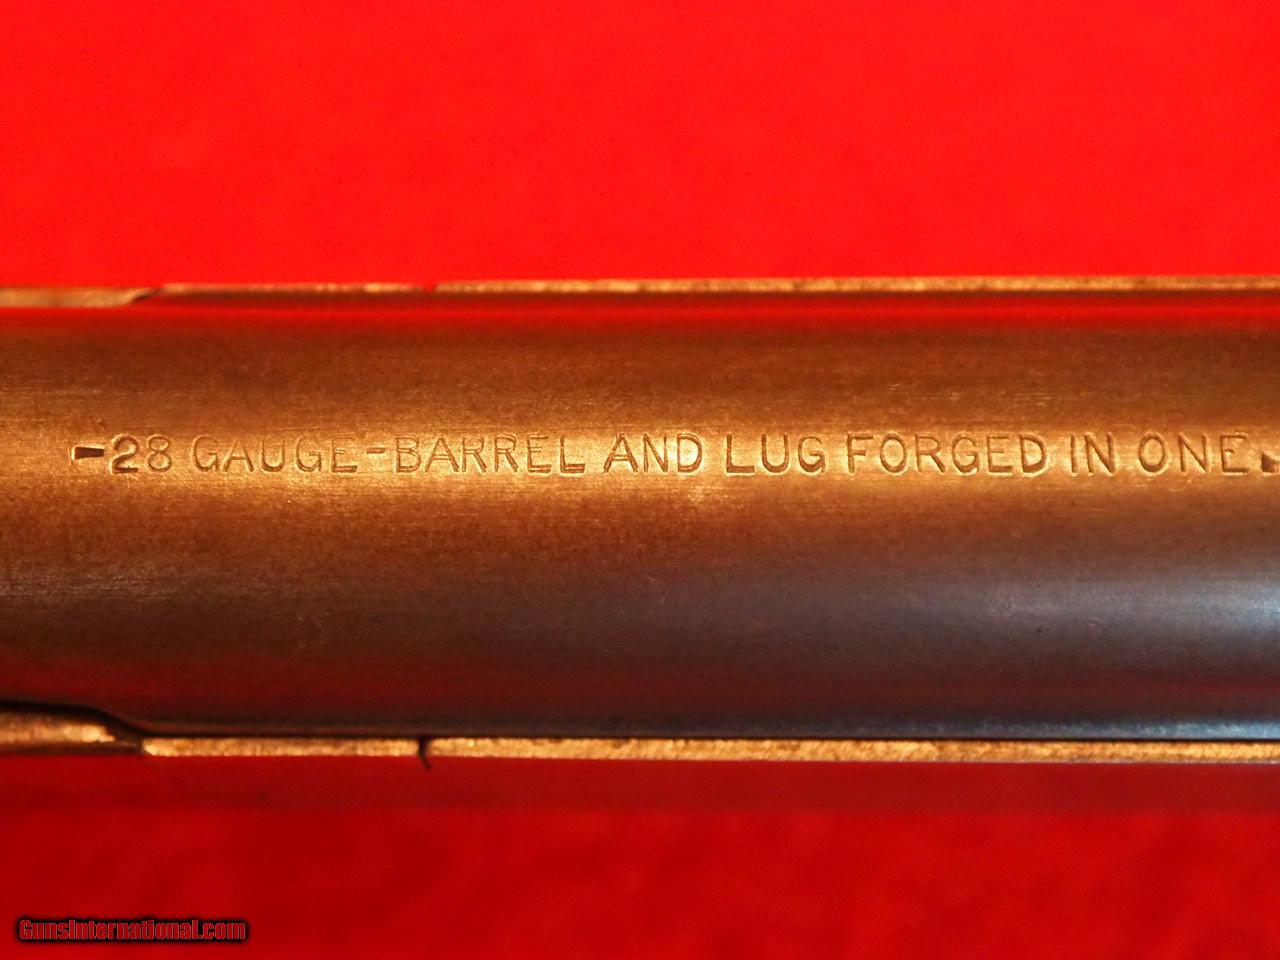 -28 GAUGE-BARREL AND LUG FORGED IN ONE.
GunsInternational.com